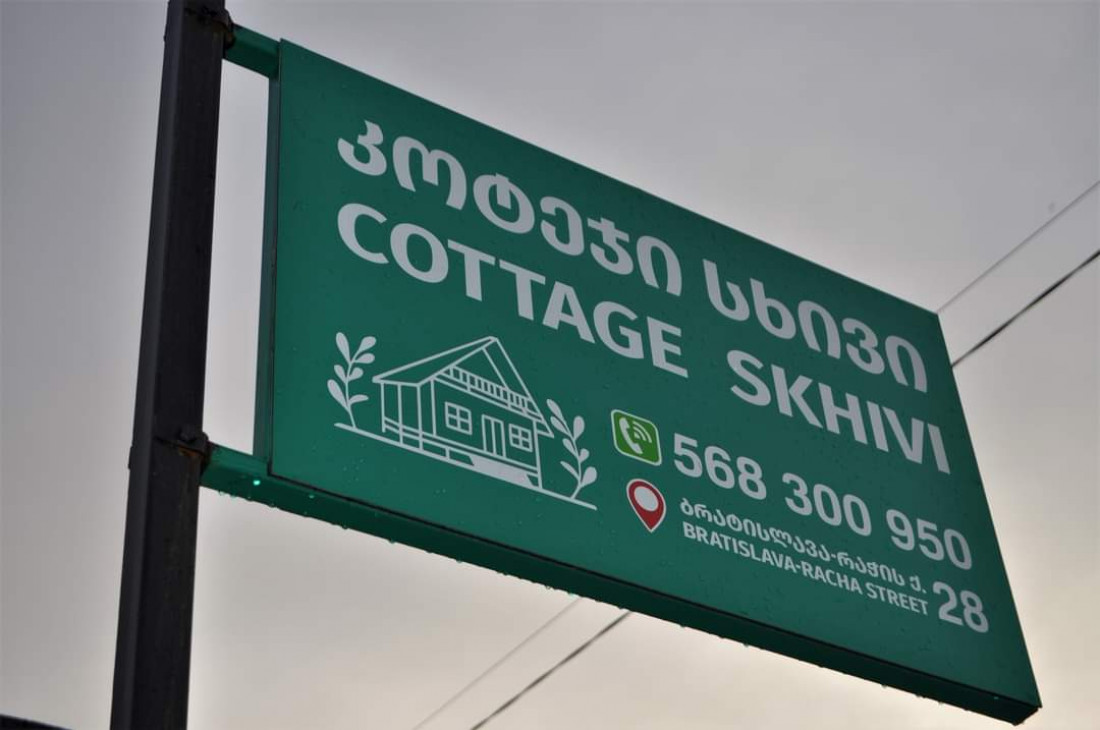 კოტეჯი სხივი
COTTAGE SKHIVI
568 300 950
ბრატისლავა-რაჭის ქ.
BRATISLAVA-RACHA STREET 28